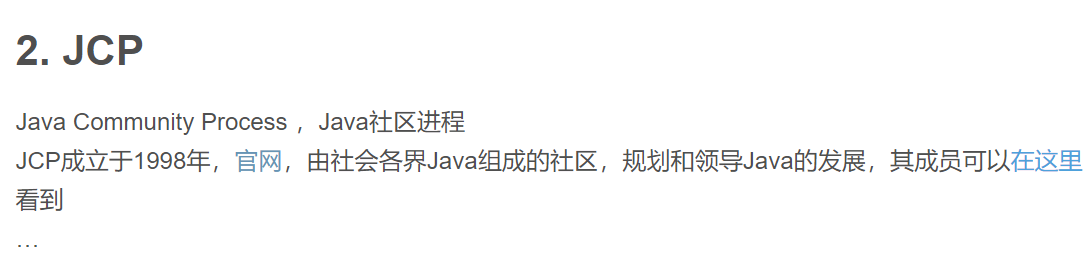 2. JCP
Java Community Process ，Java社区进程
JCP成立于1998年，官网，由社会各界Java组成的社区，规划和领导Java的发展，其成员可以在这里
看到
…